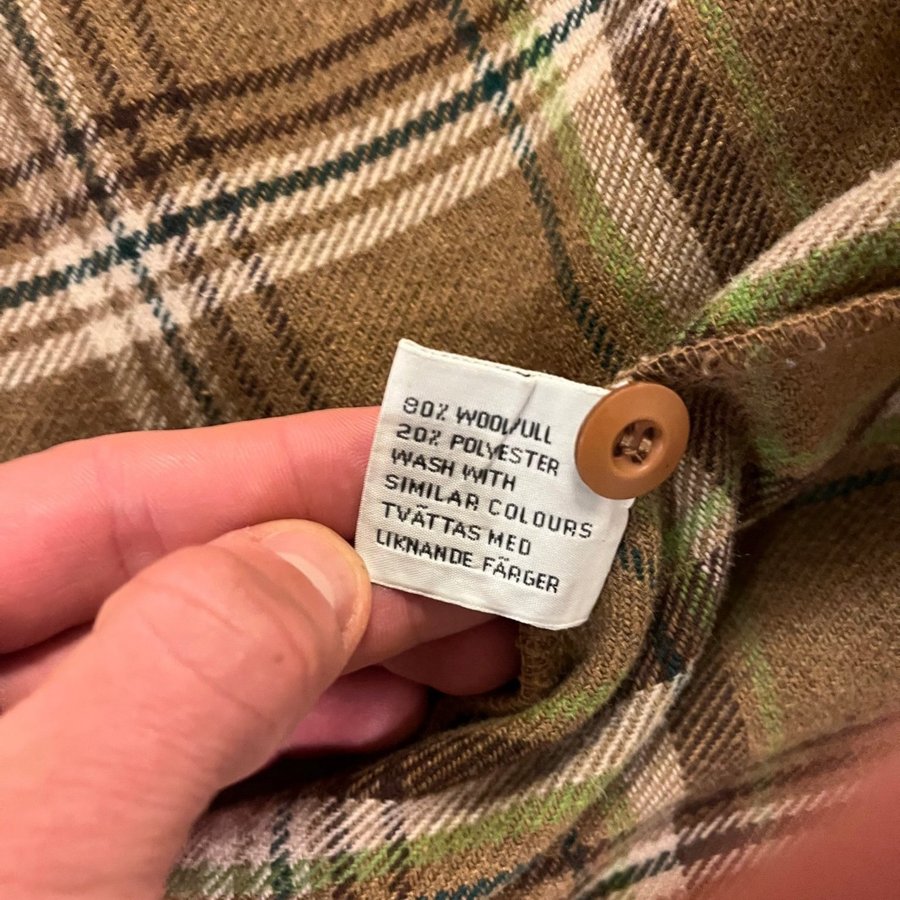 80% WOOL/ULL
20% POLYESTER
WASH WITH
SIMILAR COLOURS
TVÄTTAS MED
LIKNANDE FÄRGER